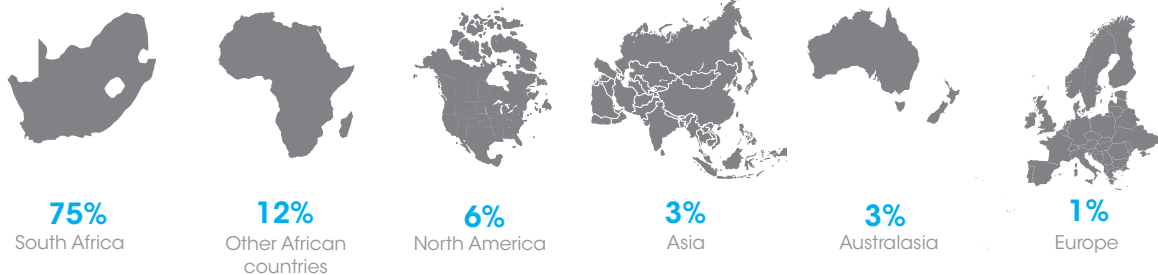 75%
South Africa
12%
Other African
countries
6%
North America
3%
Asia
3%
Australasia
1%
Europe